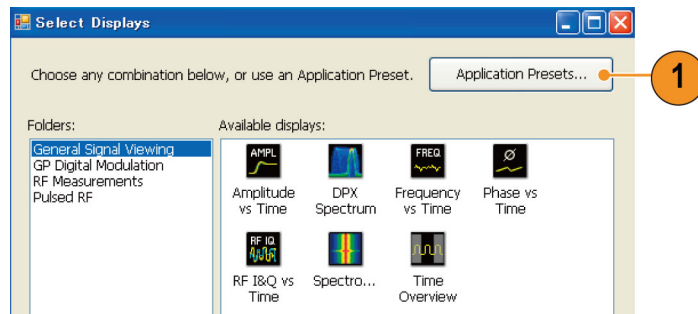 Select Displays
Choose any combination below, or use an Application Preset.
Application Presets...
1
Folders:
Available displays:
General Signal Viewing
GP Digital Modulation
RF Measurements
Pulsed RF
AMPL
FREQ
Ø
Amplitude vs Time
DPX Spectrum
Frequency vs Time
Phase vs Time
RF IQ
RF I&Q vs Time
Spectro...
Time Overview